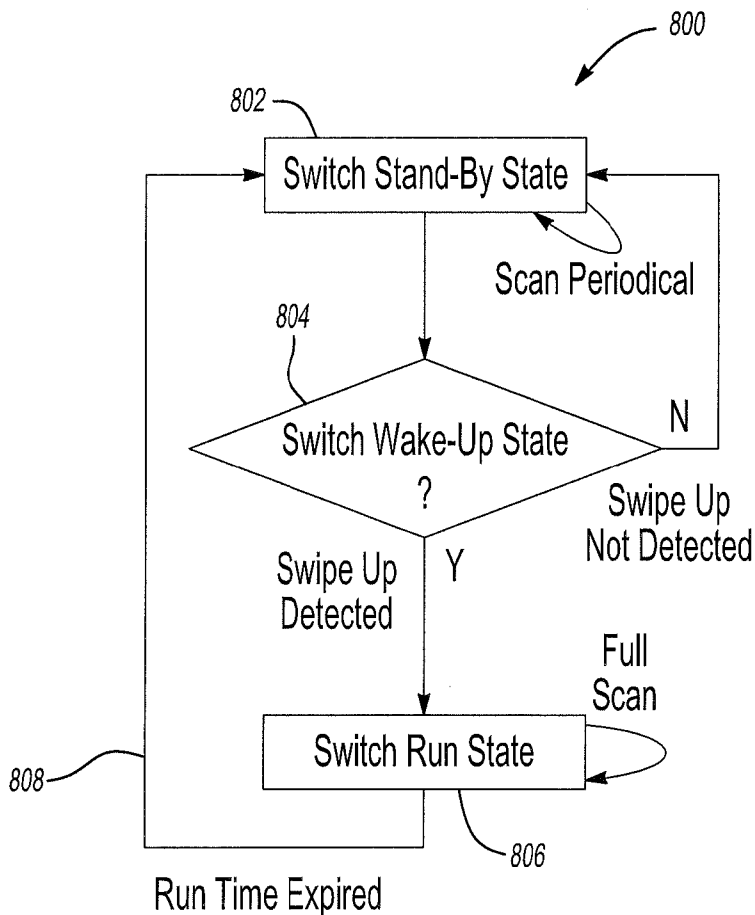 800
802
Switch Stand-By State
Scan Periodical
804
Switch Wake-Up State
?
N
Swipe Up
Not Detected
Swipe Up
Detected
Y
Full
Scan
Switch Run State
808
806
Run Time Expired